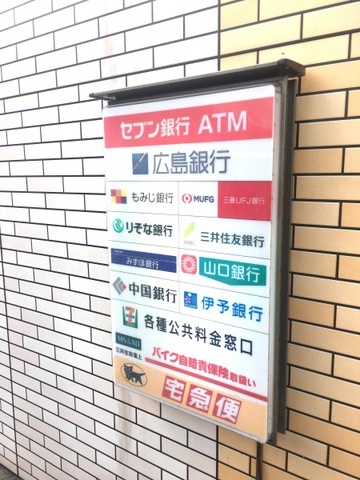 セブン銀行 ATM
広島銀行
もみじ銀行 MUFG 三菱UFJ銀行
りそな銀行 SMBC 三井住友銀行
みずほ銀行 山口銀行
中国銀行 伊予銀行
各種公共料金窓口
MS&AD
三井住友海上
バイク自賠責保険取扱い
宅急便